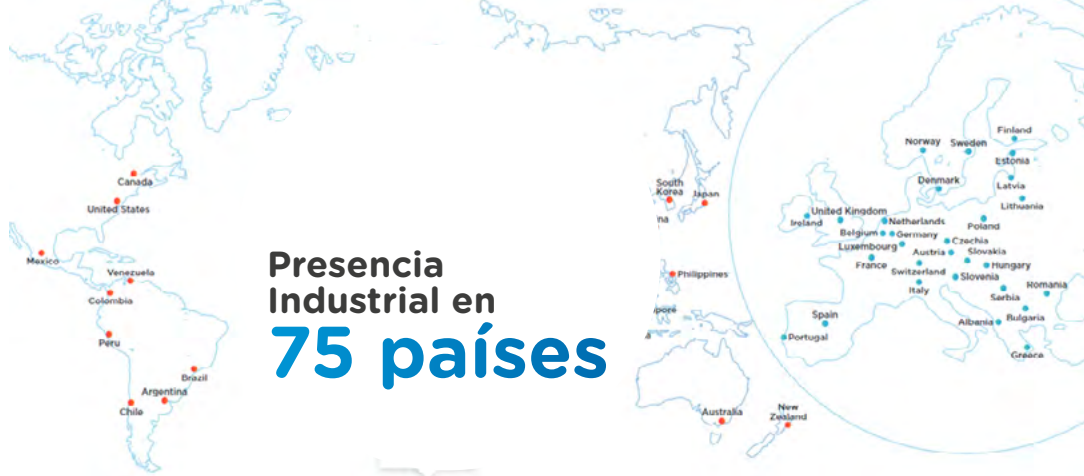 Canada
United States
Mexico
Venezuela
Colombia
Peru
Brazil
Argentina
Chile
Presencia
Industrial en
75 países
South
Korea
Japan
na
Philippines
apore
a
Australia
New
Zealand
Norway
Sweden
Finland
Estonia
Denmark
Latvia
Lithuania
Ireland
United Kingdom
Netherlands
Poland
Belgium
Germany
Czechia
Luxembourg
Austria
Slovakia
France
Switzerland
Hungary
Slovenia
Italy
Romania
Serbia
Spain
Bulgaria
Albania
Portugal
Greece